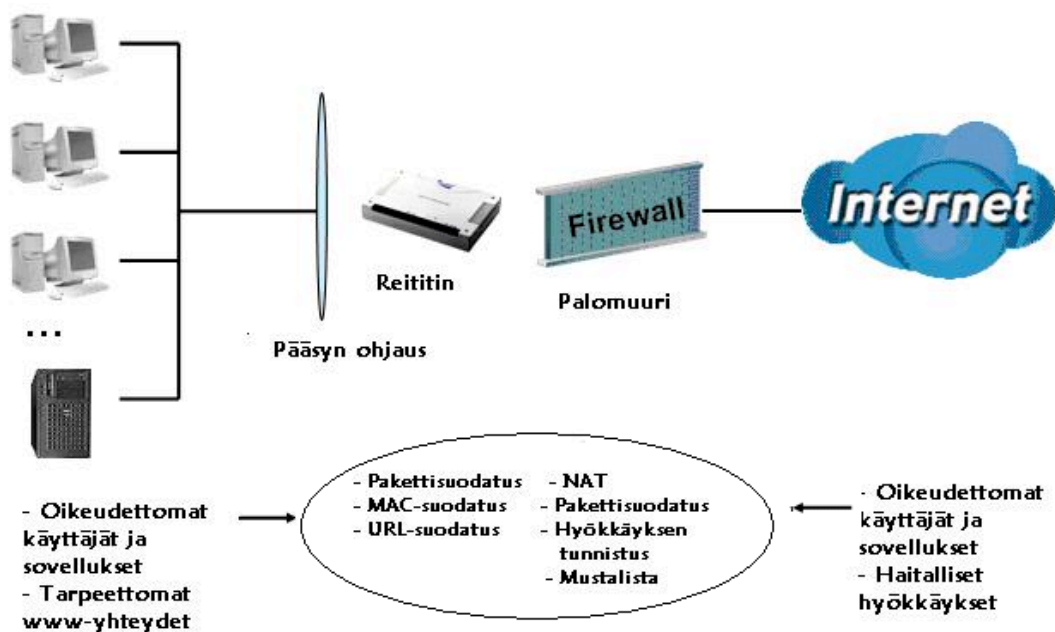 Firewall
Internet
Reititin
Palomuuri
Pääsyn ohjaus
...
- Pakettisuodatus
- MAC-suodatus
- URL-suodatus
- NAT
- Pakettisuodatus
- Hyökkäyksen
tunnistus
- Mustalista
- Oikeudettomat
käyttäjät ja
sovellukset
- Tarpeettomat
www-yhteydet
- Oikeudettomat
käyttäjät ja
sovellukset
- Haitalliset
hyökkäykset